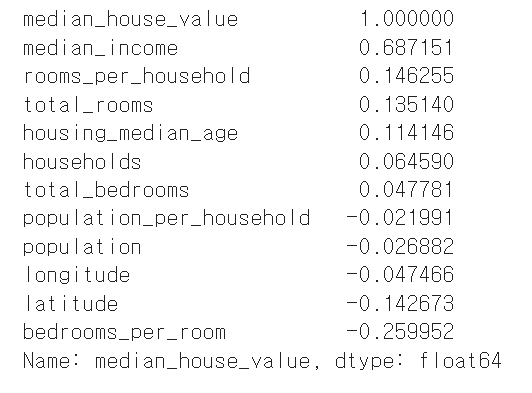 median_house_value 1.000000
median_income 0.687151
rooms_per_household 0.146255
total_rooms 0.135140
housing_median_age 0.114146
households 0.064590
total_bedrooms 0.047781
population_per_household -0.021991
population -0.026882
longitude -0.047466
latitude -0.142673
bedrooms_per_room -0.259952
Name: median_house_value, dtype: float64